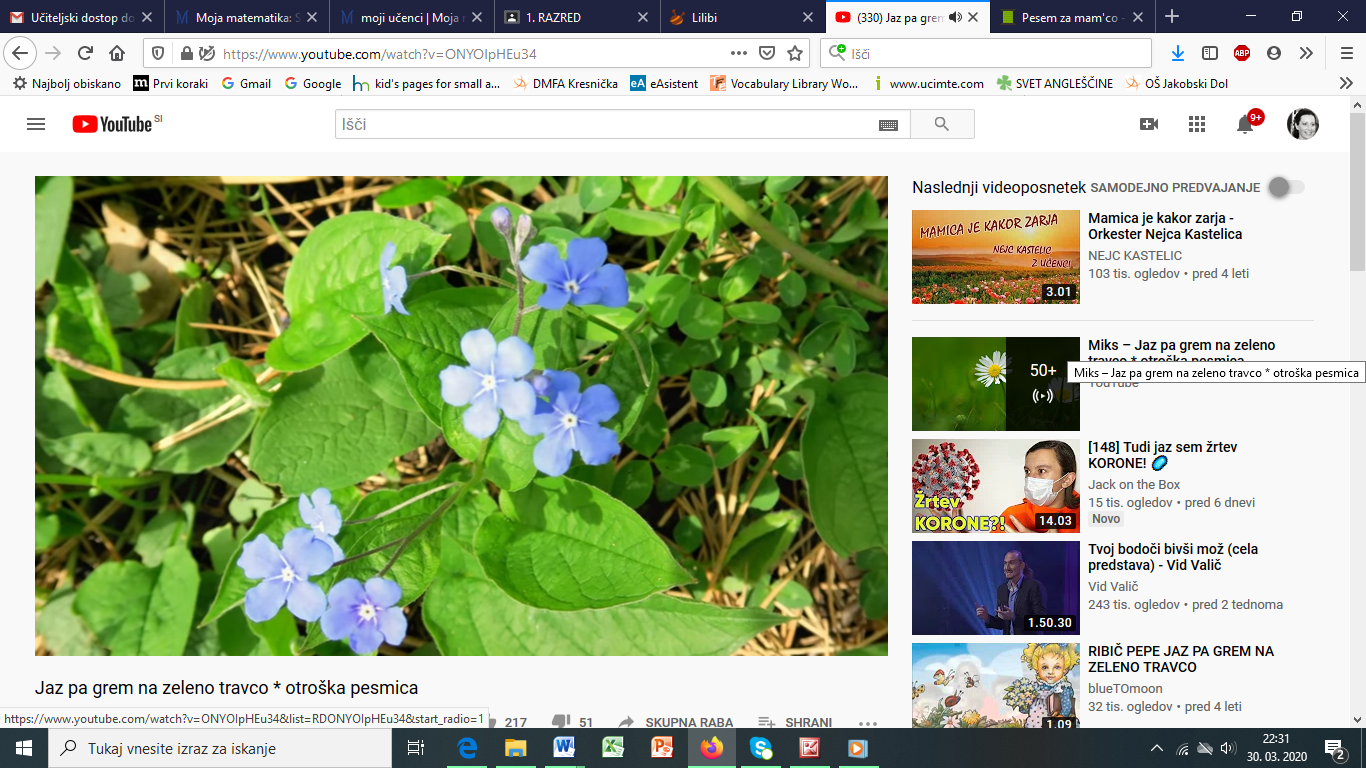 Učiteljski dostop do
Moja matematika: S
moji učenci | Moja r
1. RAZRED
Lilibi
(330) Jaz pa grem
Pesem za mam'co -
https://www.youtube.com/watch?v=ONYOlpHEu34
Išči
ABP
Najbolj obiskano
Prvi koraki
Gmail
Google
kid's pages for small a...
DMFA Kresnička
eAsistent
Vocabulary Library Wo...
www.ucimte.com
SVET ANGLEŠČINE
OŠ Jakobski Dol
YouTube SI
Išči
9+
Naslednji videoposnetek SAMODEJNO PREDVAJANJE
MAMICA JE KAKOR ZARJA
NEJC KASTELIC
Z UČENCI
3.01
Mamica je kakor zarja -
Orkester Nejca Kastelica
NEJC KASTELIC
103 tis. ogledov • pred 4 leti
50+
Miks – Jaz pa grem na zeleno
travco * otroška pesmica
Miks – Jaz pa grem na zeleno travco * otroška pesmica
YouTube
Žrtev
KORONE?!
14.03
[148] Tudi jaz sem žrtev
KORONE!
Jack on the Box
15 tis. ogledov • pred 6 dnevi
Novo
1.50.30
Tvoj bodoči bivši mož (cela
predstava) - Vid Valič
Vid Valič
243 tis. ogledov • pred 2 tednoma
1.09
RIBIČ PEPE JAZ PA GREM NA
ZELENO TRAVCO
blueTOmoon
32 tis. ogledov • pred 4 leti
Jaz pa grem na zeleno travco * otroška pesmica
https://www.youtube.com/watch?v=ONYOlpHEu34&list=RDONYOlpHEu34&start_radio=1
217
51
SKUPNA RABA
SHRANI
Tukaj vnesite izraz za iskanje
22:31
30. 03. 2020
2